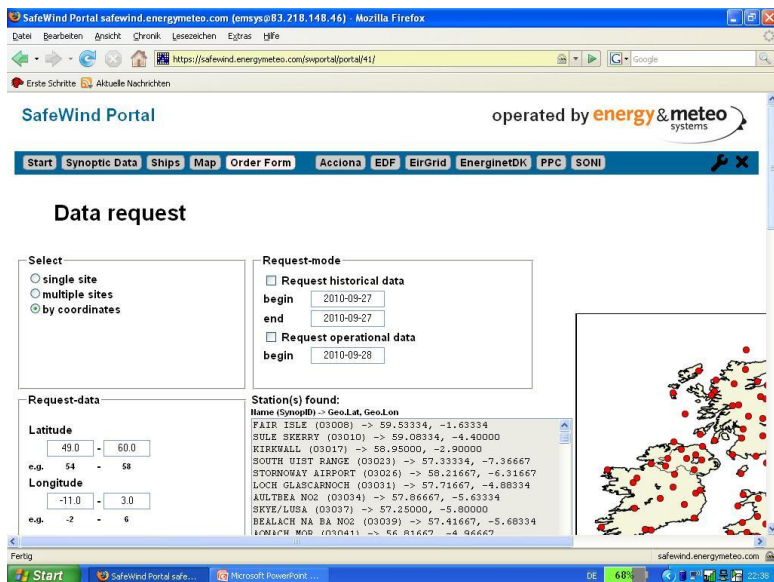 SafeWind Portal safewind.energymeteo.com (emsys@83.218.148.46) - Mozilla Firefox
Datei Bearbeiten Ansicht Chronik Lesezeichen Extras Hilfe
https://safewind.energymeteo.com/swportal/portal/41/
Google
Erste Schritte Aktuelle Nachrichten
SafeWind Portal
operated by energy & meteo
systems
Start Synoptic Data Ships Map Order Form Acciona EDF EirGrid EnerginetDK PPC SONI
Data request
Select
single site
multiple sites
by coordinates
Request-mode
Request historical data
begin 2010-09-27
end 2010-09-27
Request operational data
begin 2010-09-28
Request-data
Latitude
49.0 - 60.0
e.g. 54 - 58
Longitude
-11.0 - 3.0
e.g. -2 - 6
Station(s) found:
Name (SynopID) -> Geo.Lat, Geo.Lon
FAIR ISLE (03008) -> 59.53334, -1.63334
SULE SKERRY (03010) -> 59.08334, -4.40000
KIRKWALL (03017) -> 58.95000, -2.90000
SOUTH UIST RANGE (03023) -> 57.33334, -7.36667
STORNOWAY AIRPORT (03026) -> 58.21667, -6.31667
LOCH GLASCARNOCH (03031) -> 57.71667, -4.88334
AULTBEA NO2 (03034) -> 57.86667, -5.63334
SKYE/LUSA (03037) -> 57.25000, -5.80000
BEALACH NA BA NO2 (03039) -> 57.41667, -5.68334
AONACH MOR (03041) -> 56.81667, -4.96667
Fertig
safewind.energymeteo.com
Start
SafeWind Portal safe...
Microsoft PowerPoint ...
DE
68%
22:36